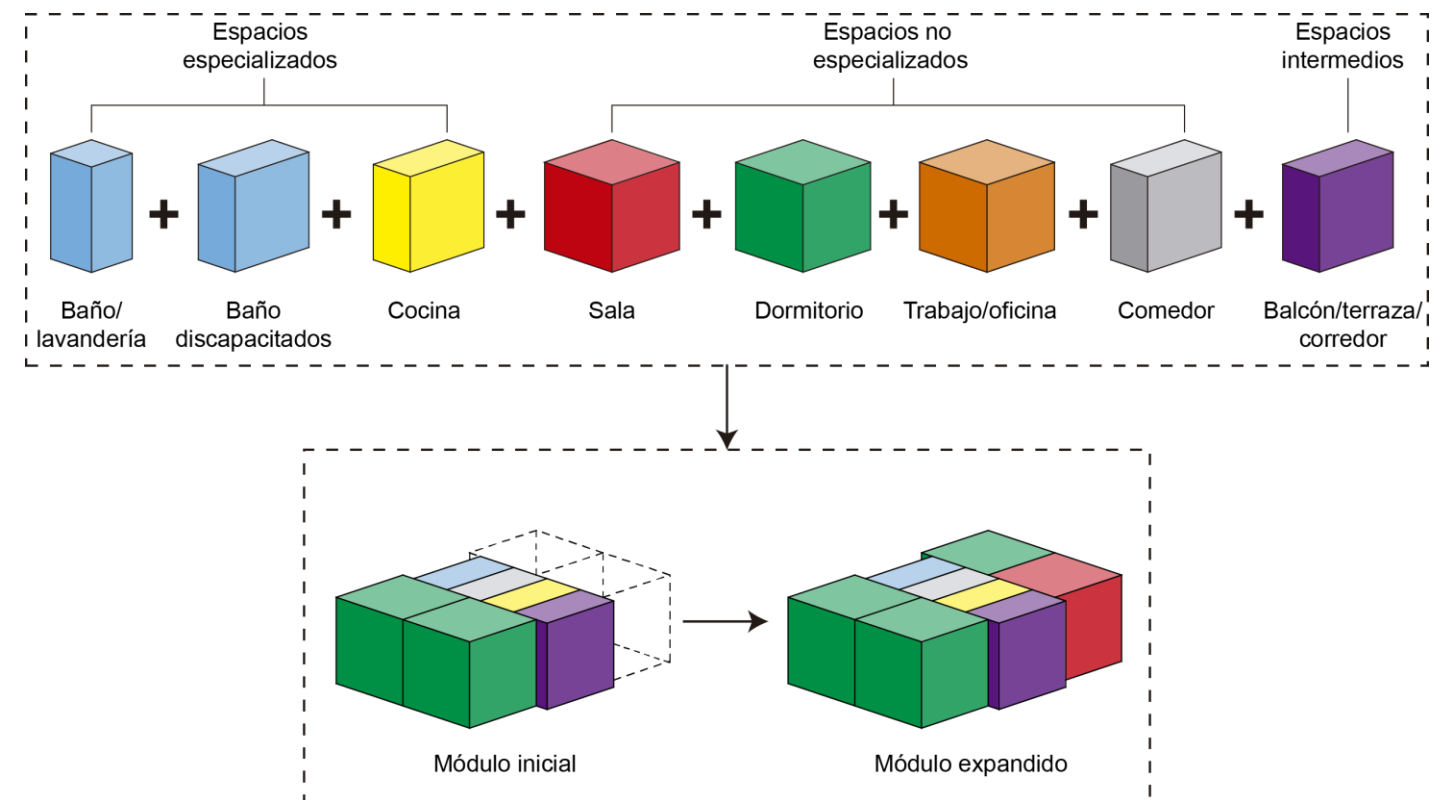 Espacios
especializados
Espacios no
especializados
Espacios
intermedios
Baño/
lavandería
Baño
discapacitados
Cocina
Sala
Dormitorio
Trabajo/oficina
Comedor
Balcón/terraza/
corredor
Módulo inicial
Módulo expandido